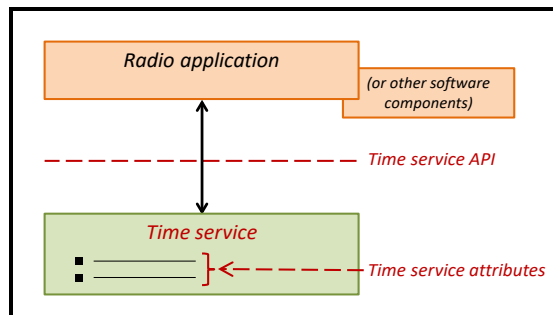 Radio application
(or other software
components)
Time service API
Time service
Time service attributes